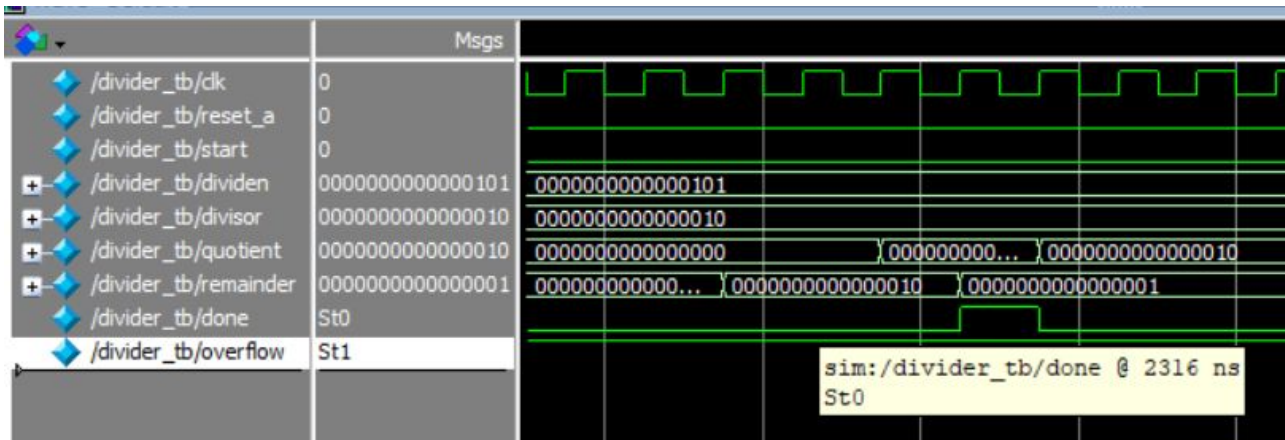 Msgs
/divider_tb/clk 0
/divider_tb/reset_a 0
/divider_tb/start 0
/divider_tb/dividen 0000000000000101 0000000000000101
/divider_tb/divisor 0000000000000010 0000000000000010
/divider_tb/quotient 0000000000000010 0000000000000000 000000000... 0000000000000010
/divider_tb/remainder 0000000000000001 000000000000... 0000000000000010 0000000000000001
/divider_tb/done St0
/divider_tb/overflow St1
sim:/divider_tb/done @ 2316 ns
St0